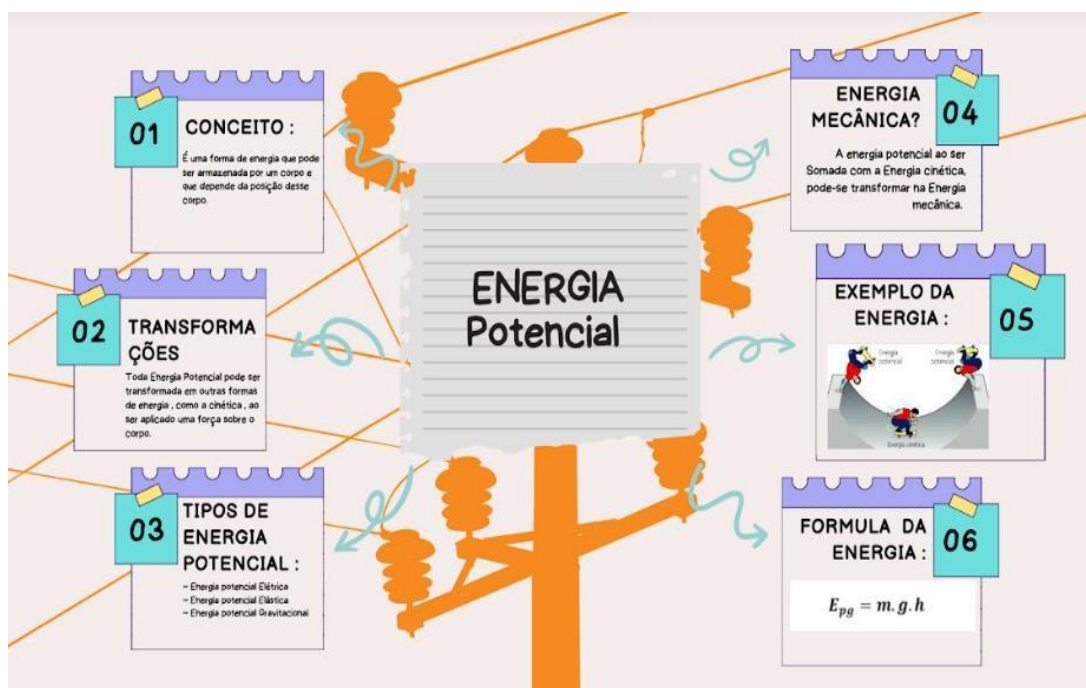 ENERGIA
Potencial
01
CONCEITO :
É uma forma de energia que pode
ser armazenada por um corpo e
que depende da posição desse
corpo.
02
TRANSFORMA
ÇÕES
Toda Energia Potencial pode ser
transformada em outras formas
de energia , como a cinética , ao
ser aplicado uma força sobre o
corpo.
03
TIPOS DE
ENERGIA
POTENCIAL :
- Energia potencial Elétrica
- Energia potencial Elástica
- Energia potencial Gravitacional
04
ENERGIA
MECÂNICA?
A energia potencial ao ser
Somada com a Energia cinética,
pode-se transformar na Energia
mecânica.
05
EXEMPLO DA
ENERGIA :
Energia
potencial
Energia
potencial
Energia cinética
06
FORMULA DA
ENERGIA :
E_{pg} = m. g. h